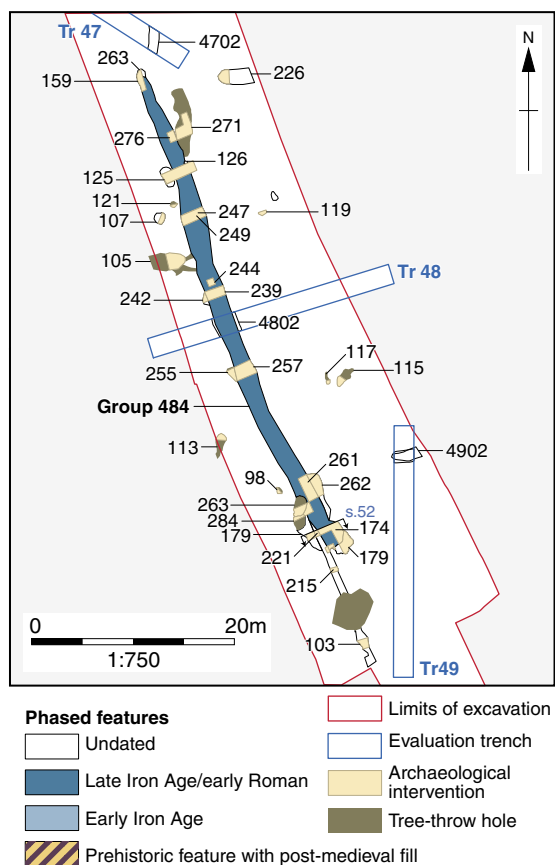 Tr 47
4702
N
263
226
159
271
276
126
125
121
247
119
107
249
105
244
Tr 48
239
242
4802
117
257
115
255
Group 484
113
261
4902
98
262
263
s.52
284
174
179
221
179
215
0 20m
103
1:750
Tr49
Phased features
Undated
Late Iron Age/early Roman
Early Iron Age
Prehistoric feature with post-medieval fill
Limits of excavation
Evaluation trench
Archaeological
intervention
Tree-throw hole